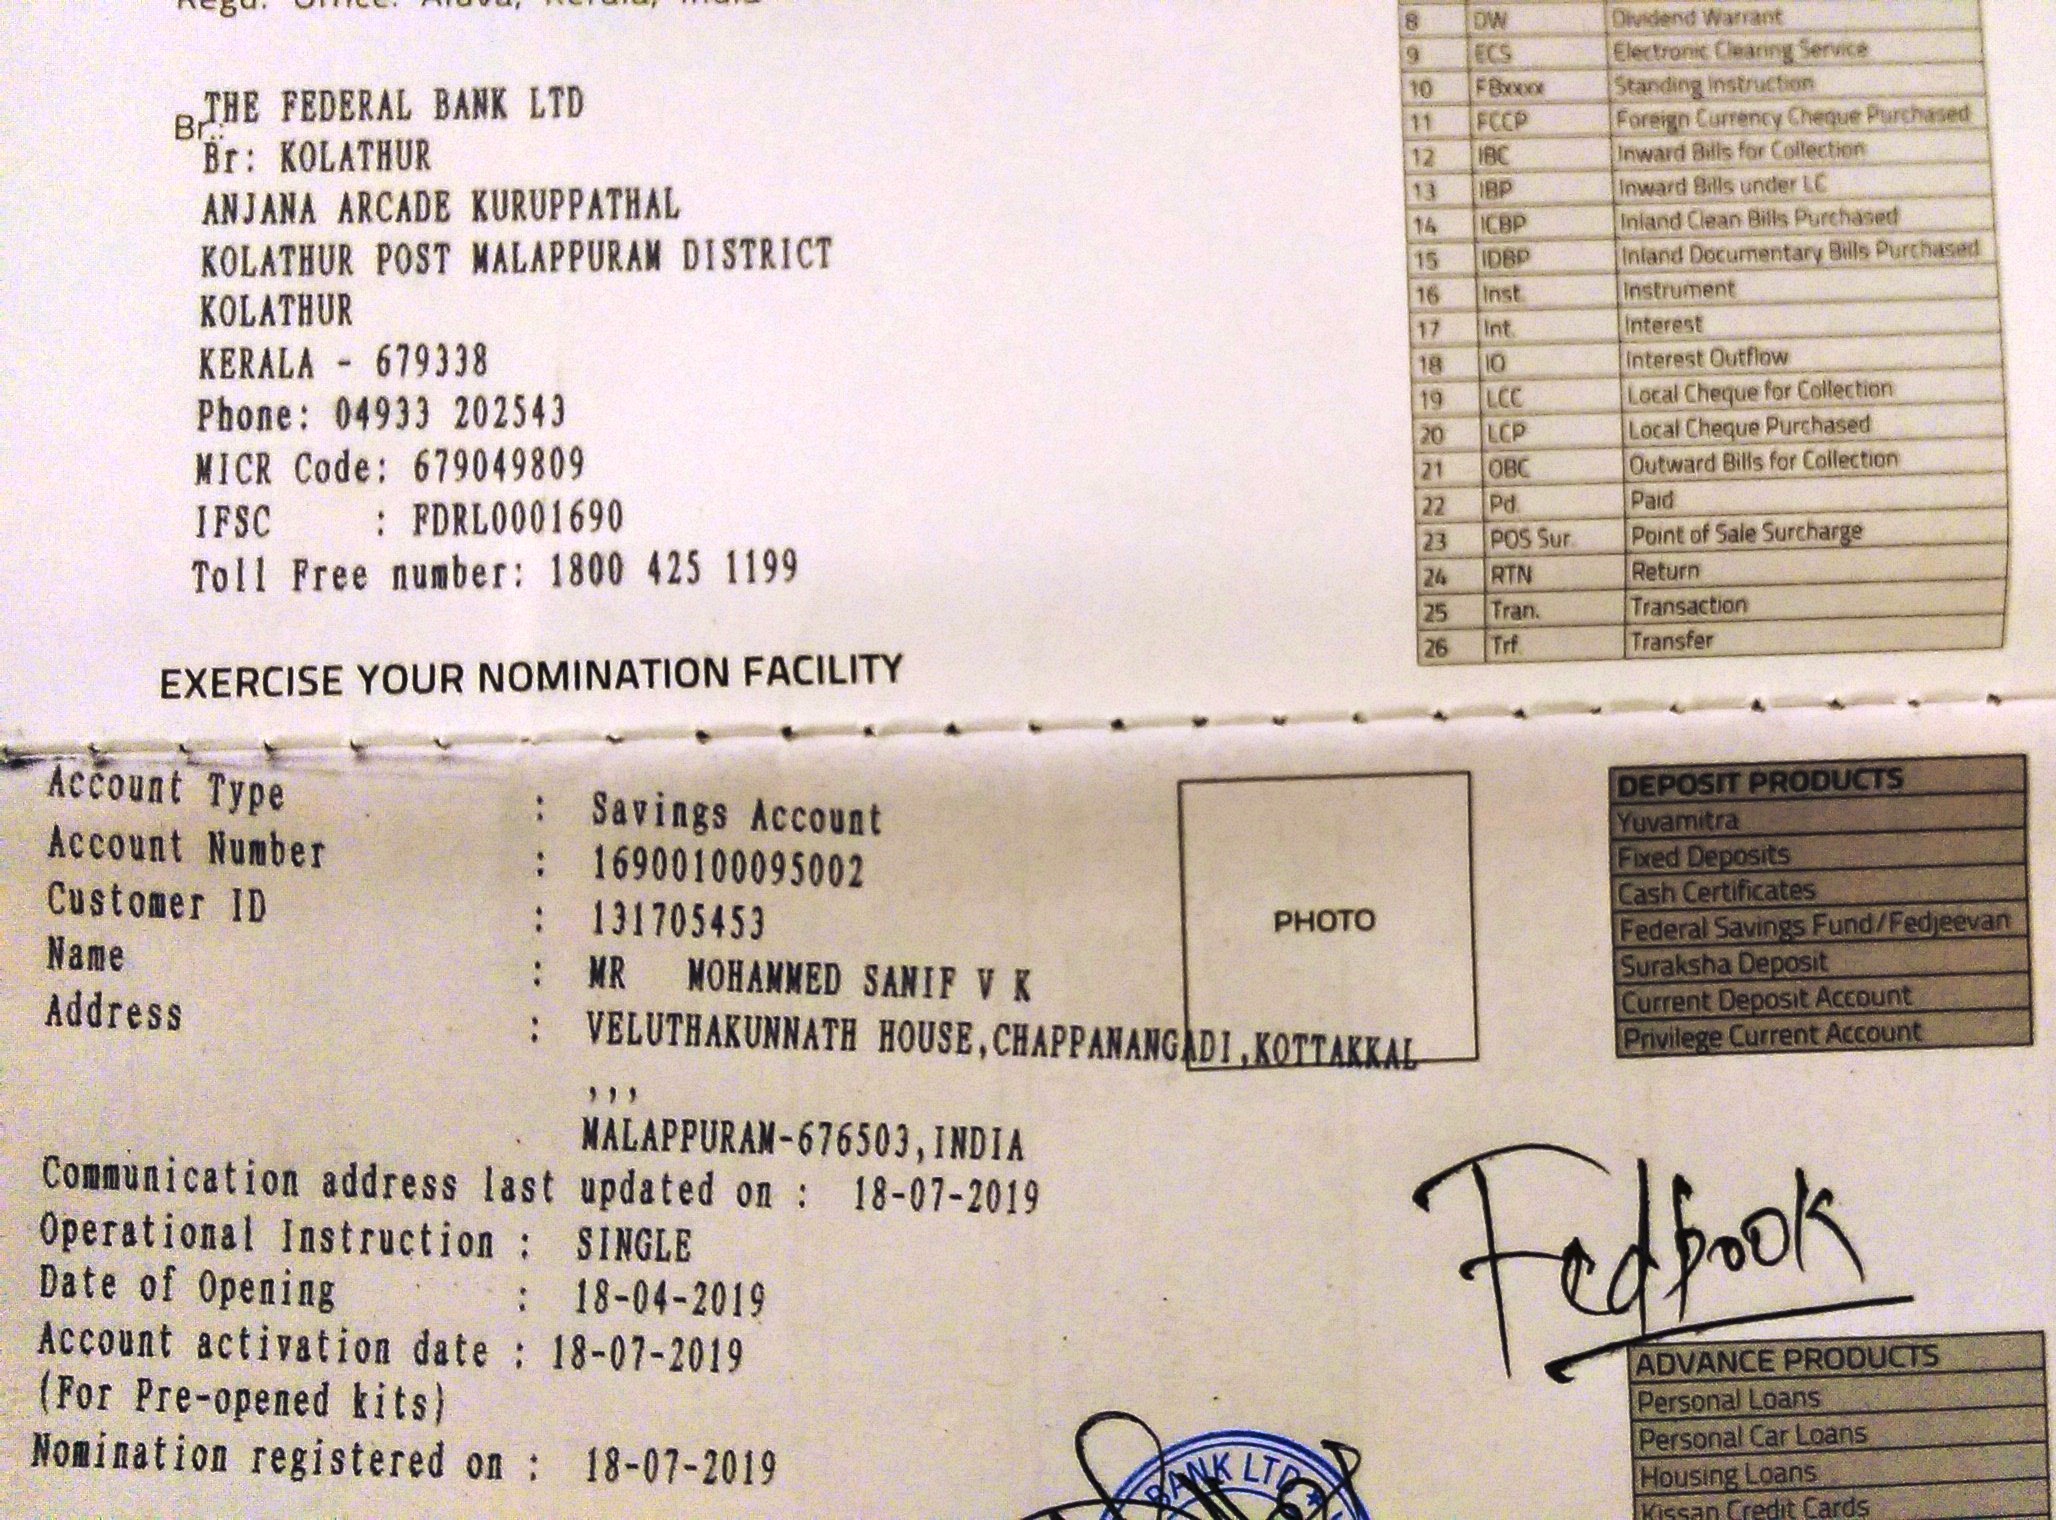 Regd. Office: Aluva, Kerala, India
Br.:
THE FEDERAL BANK LTD
Br: KOLATHUR
ANJANA ARCADE KURUPPATHAL
KOLATHUR POST MALAPPURAM DISTRICT
KOLATHUR
KERALA - 679338
Phone: 04933 202543
MICR Code: 679049809
IFSC : FDRL0001690
Toll Free number: 1800 425 1199
EXERCISE YOUR NOMINATION FACILITY
8 DW Dividend Warrant
9 ECS Electronic Clearing Service
10 FBxxxx Standing Instruction
11 FCCP Foreign Currency Cheque Purchased
12 IBC Inward Bills for Collection
13 IBP Inward Bills under LC
14 ICBP Inland Clean Bills Purchased
15 IDBP Inland Documentary Bills Purchased
16 Inst. Instrument
17 Int. Interest
18 IO Interest Outflow
19 LCC Local Cheque for Collection
20 LCP Local Cheque Purchased
21 OBC Outward Bills for Collection
22 Pd. Paid
23 POS Sur. Point of Sale Surcharge
24 RTN Return
25 Tran. Transaction
26 Trf. Transfer
Account Type : Savings Account
Account Number : 16900100095002
Customer ID : 131705453
Name : MR MOHAMMED SANIF V K
Address : VELUTHAKUNNATH HOUSE,CHAPPANANGADI,KOTTAKKAL
,,,
MALAPPURAM-676503,INDIA
Communication address last updated on : 18-07-2019
Operational Instruction : SINGLE
Date of Opening : 18-04-2019
Account activation date : 18-07-2019
(For Pre-opened kits)
Nomination registered on : 18-07-2019
PHOTO
DEPOSIT PRODUCTS
Yuvamitra
Fixed Deposits
Cash Certificates
Federal Savings Fund/Fedjeevan
Suraksha Deposit
Current Deposit Account
Privilege Current Account
Fedbook
ADVANCE PRODUCTS
Personal Loans
Personal Car Loans
Housing Loans
Kissan Credit Cards
BANK LTD